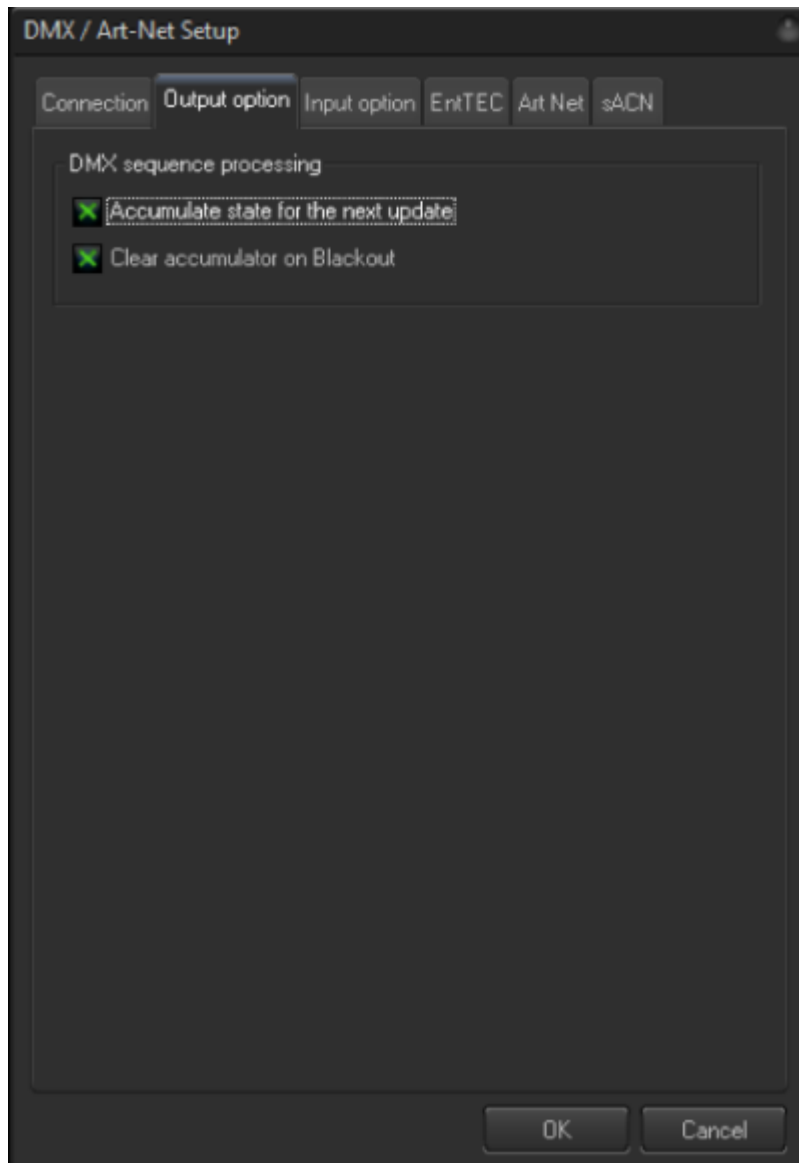 DMX / Art-Net Setup
Connection Output option Input option EntTEC Art Net sACN
DMX sequence processing
Accumulate state for the next update
Clear accumulator on Blackout
OK Cancel